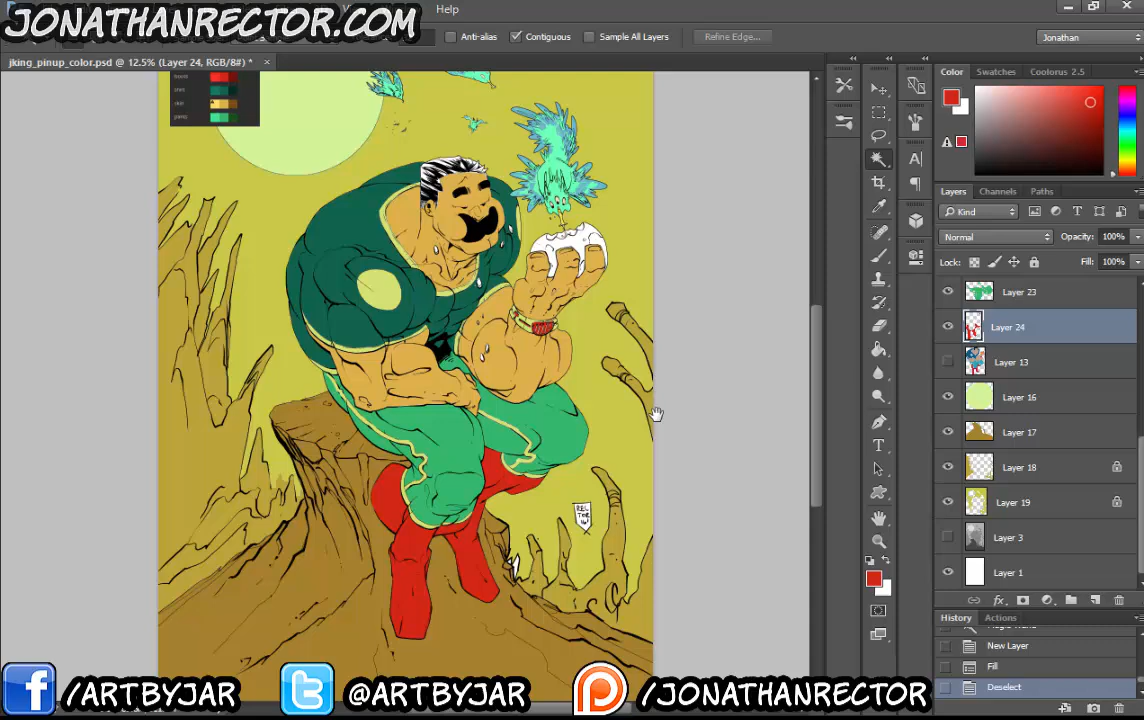 JONATHANRECTOR.COM
Help
Anti-alias
Contiguous
Sample All Layers
Refine Edge...
Jonathan
jking_pinup_color.psd @ 12.5% (Layer 24, RGB/8#) *
Color
Swatches
Coolorus 2.5
Layers
Channels
Paths
Kind
Normal
Opacity:
100%
Lock:
Fill:
100%
Layer 23
Layer 24
Layer 13
Layer 16
Layer 17
Layer 18
Layer 19
Layer 3
Layer 1
fx
History
Actions
New Layer
Fill
Deselect
REC
TOR
/ARTBYJAR
@ARTBYJAR
/JONATHANRECTOR